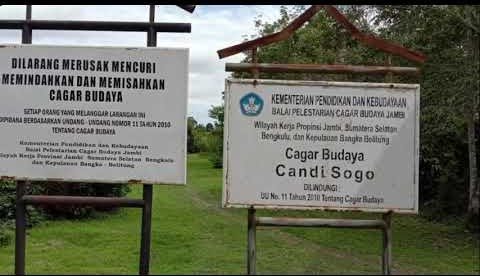 DILARANG MERUSAK MENCURI
MEMINDAHKAN DAN MEMISAHKAN
CAGAR BUDAYA
SETIAP ORANG YANG MELANGGAR LARANGAN INI
DIPIDANA BERDASARKAN UNDANG - UNDANG NOMOR 11 TAHUN 2010
TENTANG CAGAR BUDAYA
Kementerian Pendidikan dan Kebudayaan
Balai Pelestarian Cagar Budaya Jambi
Wilayah Kerja Provinsi Jambi Sumatera Selatan Bengkulu
dan Kepulauan Bangka - Bolitung
KEMENTERIAN PENDIDIKAN DAN KEBUDAYAAN
BALAI PELESTARIAN CAGAR BUDAYA JAMBI
Wilayah Kerja Propinsi Jambi, Sumatera Selatan,
Bengkulu, dan Kepulauan Bangka Bolitung
Cagar Budaya
Candi Sogo
DILINDUNGI :
UU No. 11 Tahun 2010 Tentang Cagar Budaya